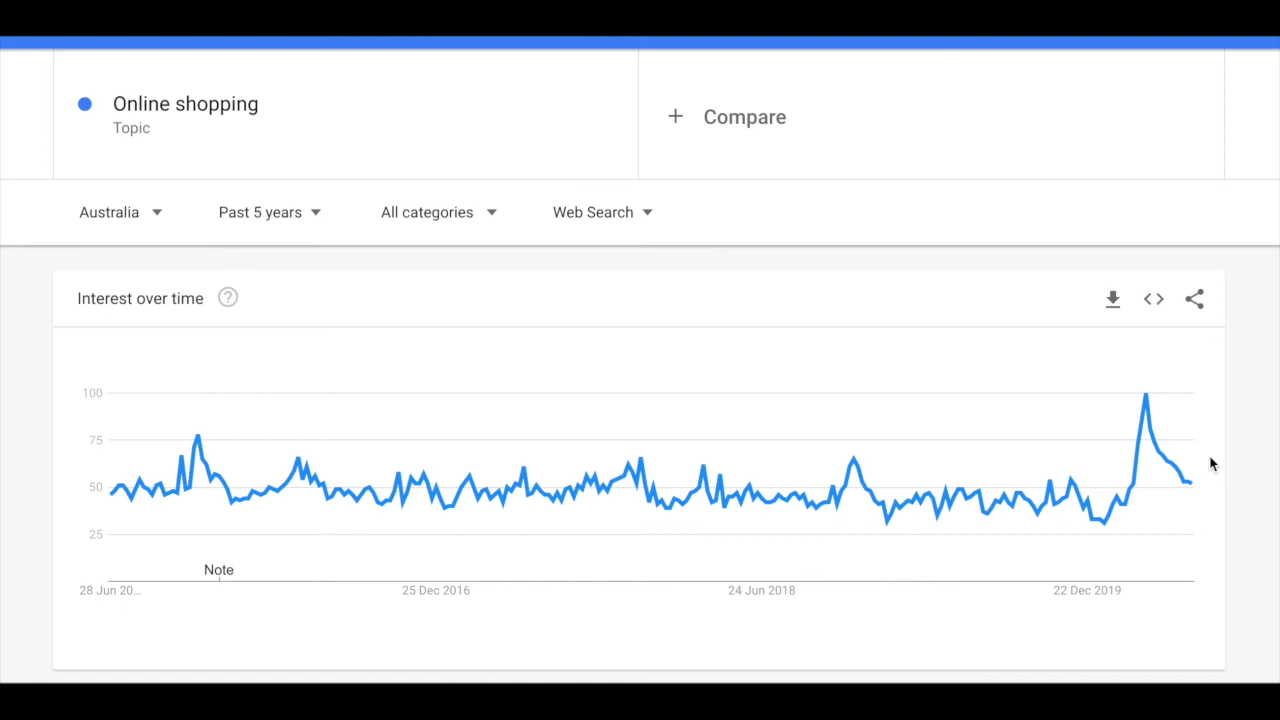 Online shopping
Topic
+ Compare
Australia
Past 5 years
All categories
Web Search
Interest over time ?
100
75
50
25
Note
28 Jun 20...
25 Dec 2016
24 Jun 2018
22 Dec 2019